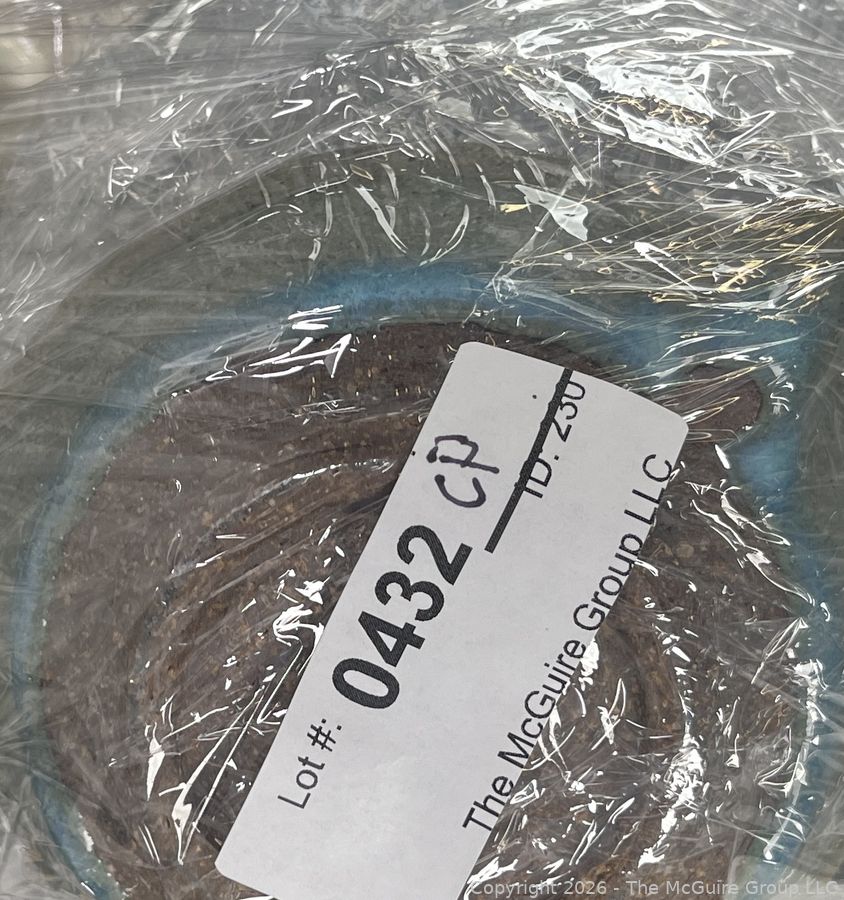 Lot #: 0432 CP
ID: 230
The McGuire Group LLC
Copyright 2026 - The McGuire Group LLC